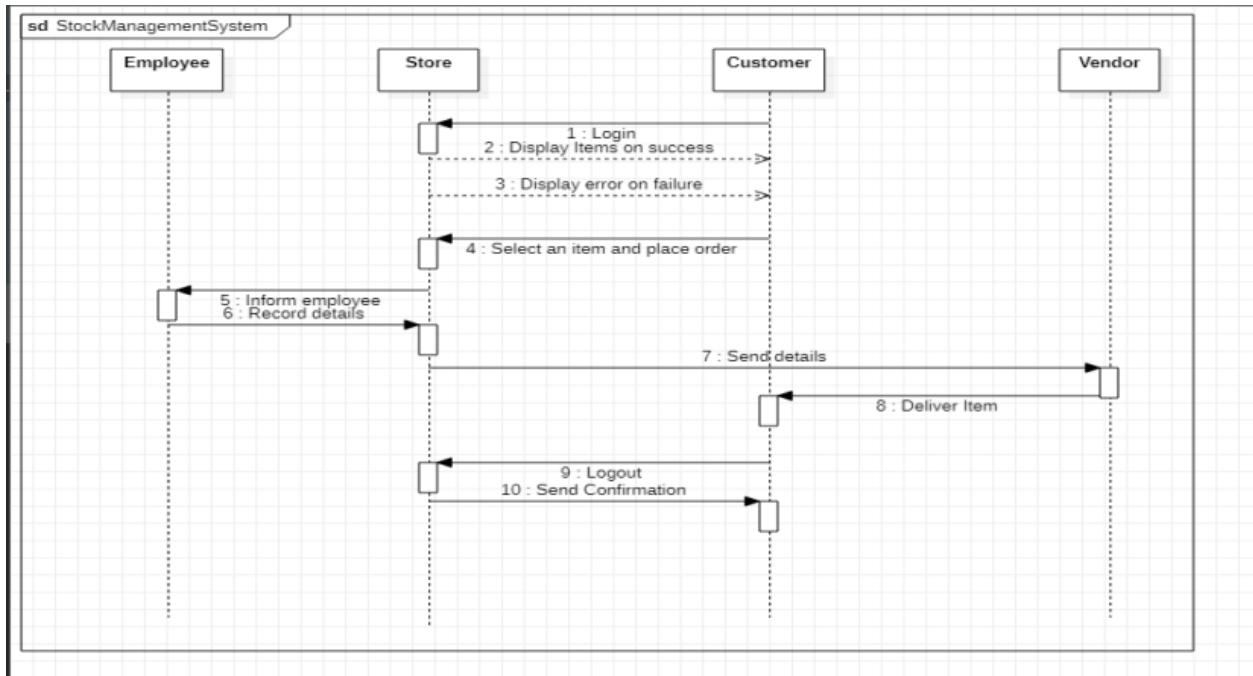 sd StockManagementSystem
Employee
Store
Customer
Vendor
1 : Login
2 : Display Items on success
3 : Display error on failure
4 : Select an item and place order
5 : Inform employee
6 : Record details
7 : Send details
8 : Deliver Item
9 : Logout
10 : Send Confirmation